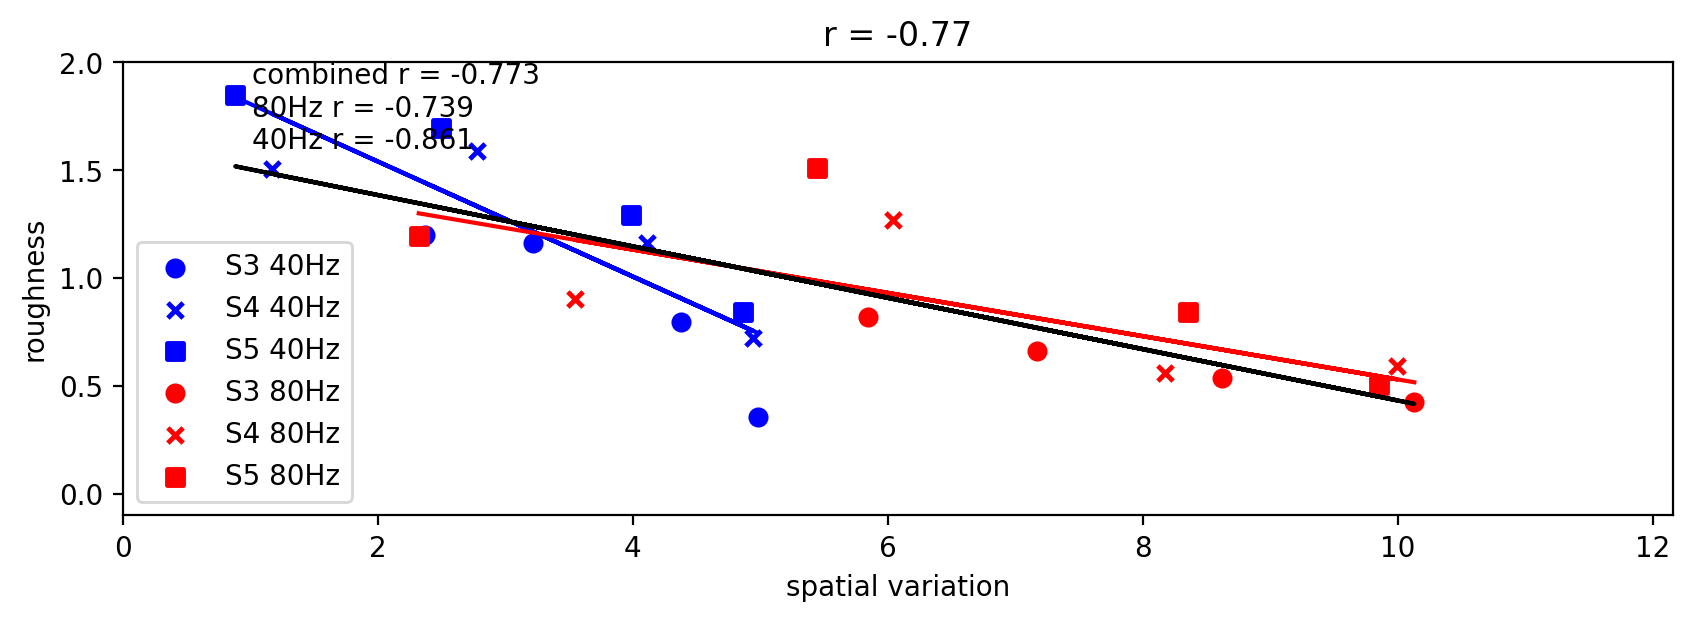 r = -0.77
combined r = -0.773
80Hz r = -0.739
40Hz r = -0.861
2.0
1.5
1.0
0.5
0.0
roughness
S3 40Hz
S4 40Hz
S5 40Hz
S3 80Hz
S4 80Hz
S5 80Hz
0 2 4 6 8 10 12
spatial variation